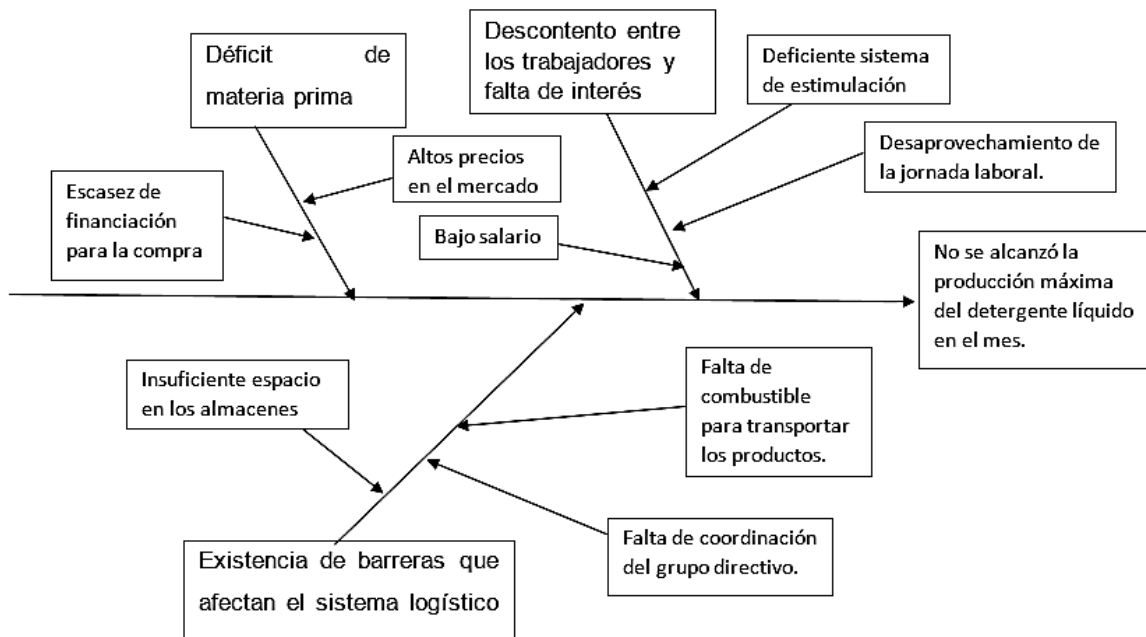 Déficit de
materia prima
Descontento entre
los trabajadores y
falta de interés
Deficiente sistema
de estimulación
Altos precios
en el mercado
Desaprovechamiento de
la jornada laboral.
Escasez de
financiación
para la compra
Bajo salario
No se alcanzó la
producción máxima
del detergente líquido
en el mes.
Insuficiente espacio
en los almacenes
Falta de
combustible
para transportar
los productos.
Falta de coordinación
del grupo directivo.
Existencia de barreras que
afectan el sistema logístico